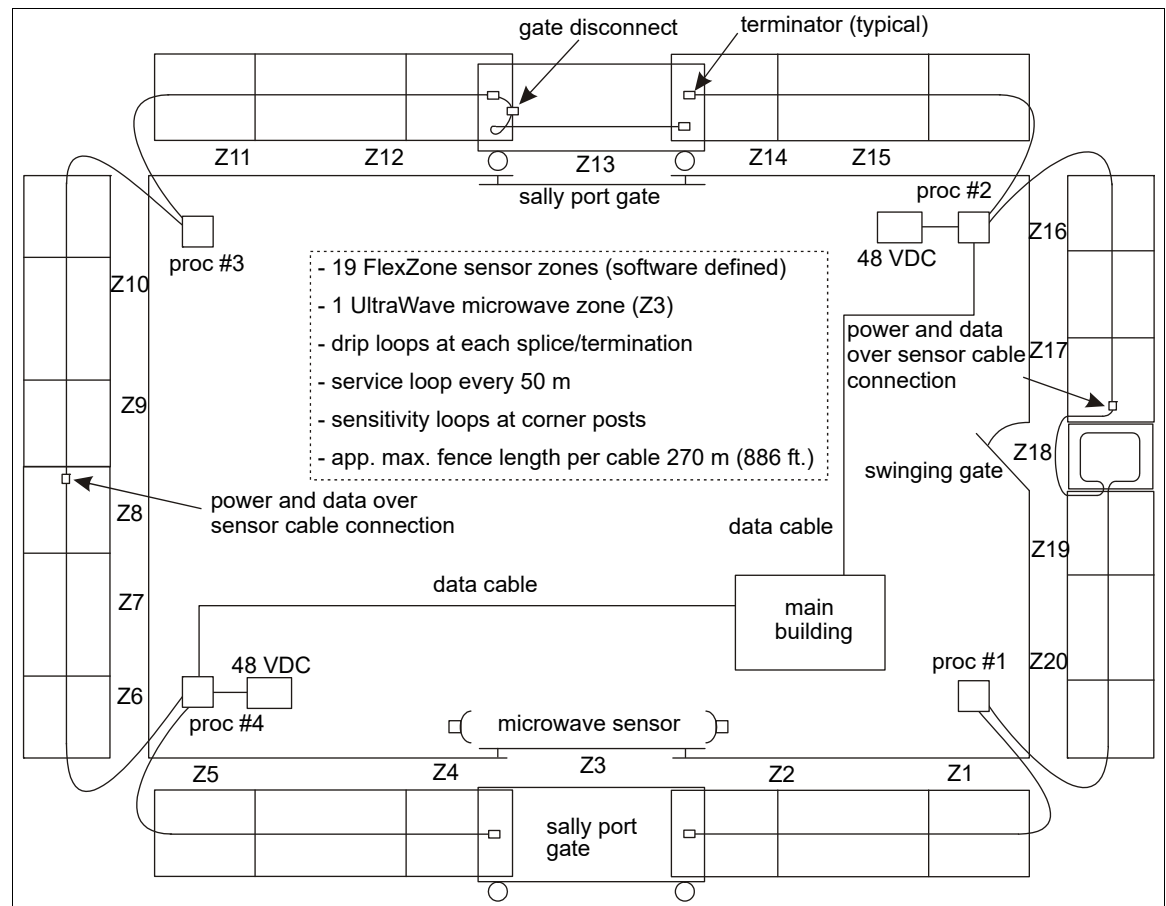 gate disconnect
terminator (typical)
Z11
Z12
Z13
Z14
Z15
sally port gate
proc #3
proc #2
48 VDC
Z16
Z10
- 19 FlexZone sensor zones (software defined)
- 1 UltraWave microwave zone (Z3)
- drip loops at each splice/termination
- service loop every 50 m
- sensitivity loops at corner posts
- app. max. fence length per cable 270 m (886 ft.)
power and data
over sensor cable
connection
Z17
Z9
Z18
swinging gate
Z8
power and data over
sensor cable connection
data cable
Z19
data cable
Z7
main
building
48 VDC
proc #1
Z20
Z6
proc #4
microwave sensor
Z5
Z4
Z3
Z2
Z1
sally port
gate